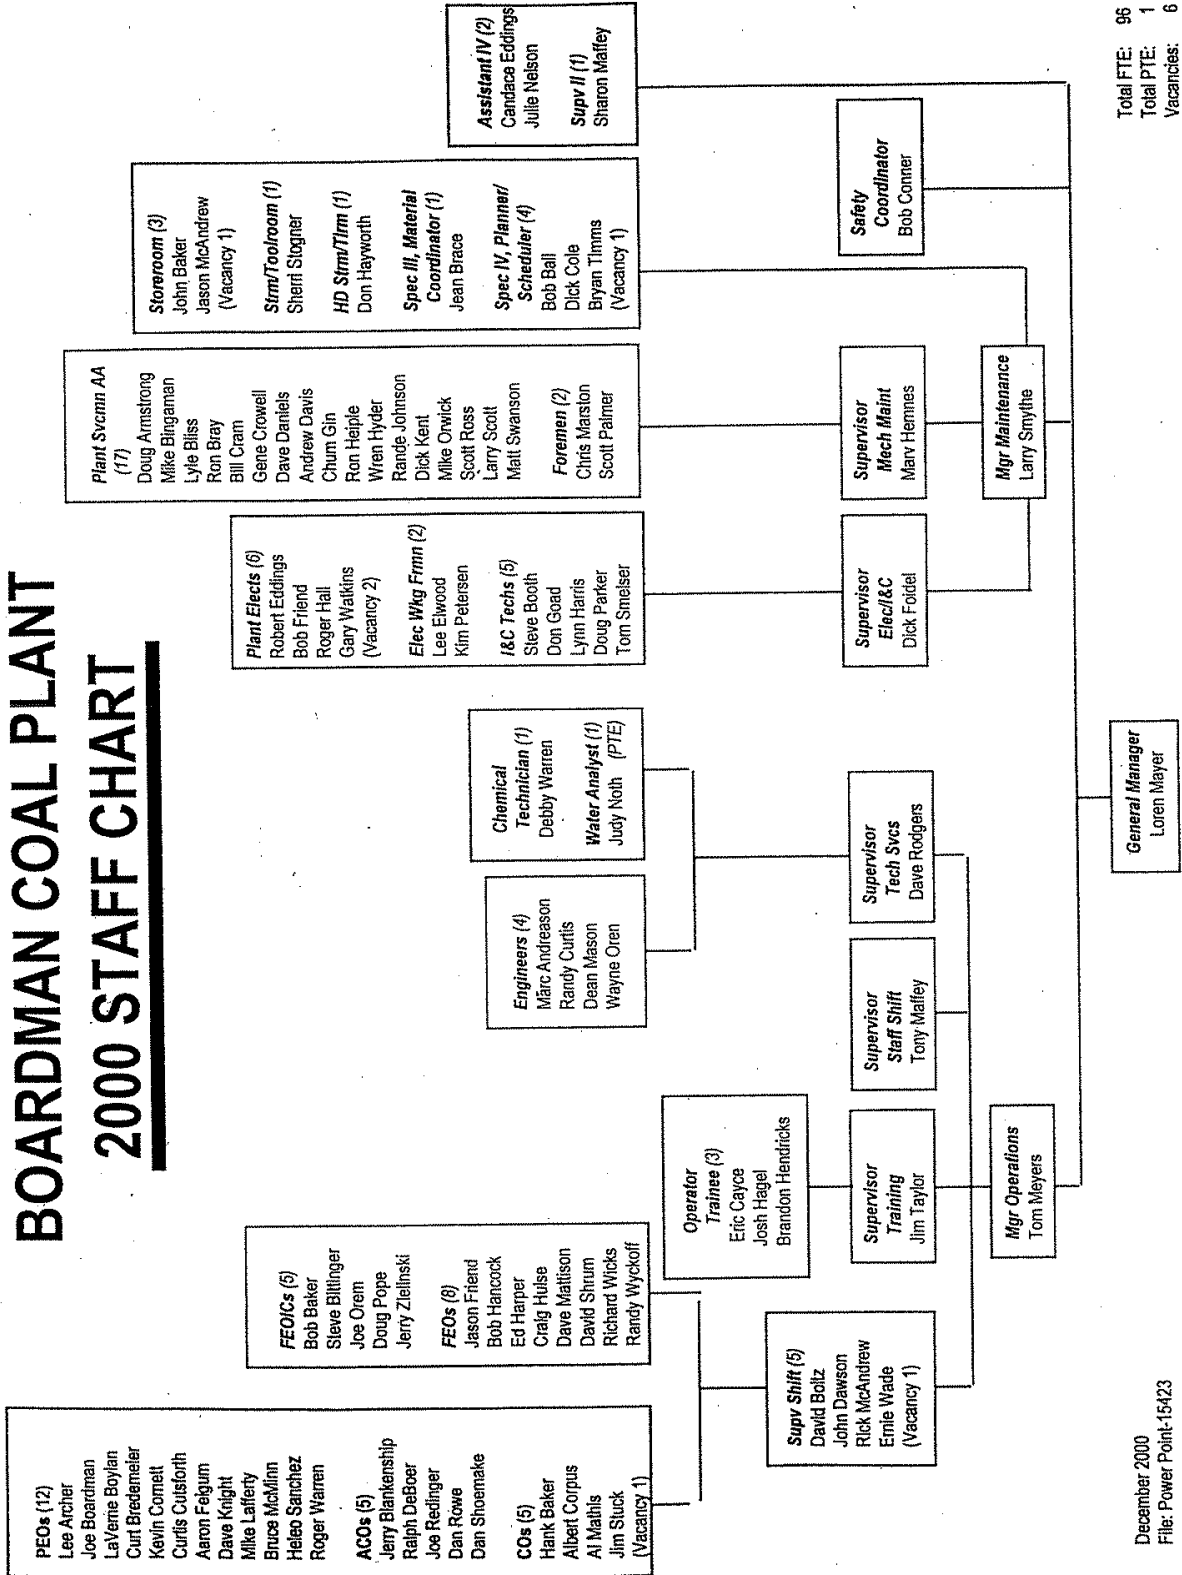 BOARDMAN COAL PLANT
2000 STAFF CHART
PEOs (12)
Lee Archer
Joe Boardman
LaVerne Boylan
Curt Bredemeier
Kevin Cornett
Curtis Cutsforth
Aaron Felgum
Dave Knight
Mike Lafferty
Bruce McMinn
Heleo Sanchez
Roger Warren
ACOs (5)
Jerry Blankenship
Ralph DeBoer
Joe Redinger
Dan Rowe
Dan Shoemake
COs (5)
Hank Baker
Albert Corpus
Al Mathis
Jim Stuck
(Vacancy 1)
FEOICs (5)
Bob Baker
Steve Bittinger
Joe Orem
Doug Pope
Jerry Zielinski
FEOs (8)
Jason Friend
Bob Hancock
Ed Harper
Craig Hulse
Dave Mattison
David Shrum
Richard Wicks
Randy Wyckoff
Supv Shift (5)
David Boltz
John Dawson
Rick McAndrew
Ernie Wade
(Vacancy 1)
Operator
Trainee (3)
Eric Cayce
Josh Hagel
Brandon Hendricks
Supervisor
Training
Jim Taylor
Supervisor
Staff Shift
Tony Maffey
Engineers (4)
Marc Andreason
Randy Curtis
Dean Mason
Wayne Oren
Chemical
Technician (1)
Debby Warren
Water Analyst (1)
Judy Noth (PTE)
Supervisor
Tech Svcs
Dave Rodgers
Mgr Operations
Tom Meyers
Plant Elects (6)
Robert Eddings
Bob Friend
Roger Hall
Gary Watkins
(Vacancy 2)
Elec Wkg Frmn (2)
Lee Elwood
Kim Petersen
I&C Techs (5)
Steve Booth
Don Goad
Lynn Harris
Doug Parker
Tom Smelser
Supervisor
Elec/I&C
Dick Foidel
Plant Svcmn AA
(17)
Doug Armstrong
Mike Bingaman
Lyle Bliss
Ron Bray
Bill Cram
Gene Crowell
Dave Daniels
Andrew Davis
Chum Gin
Ron Heiple
Wren Hyder
Rande Johnson
Dick Kent
Mike Orwick
Scott Ross
Larry Scott
Matt Swanson
Foremen (2)
Chris Marston
Scott Palmer
Supervisor
Mech Maint
Marv Hemnes
Storeroom (3)
John Baker
Jason McAndrew
(Vacancy 1)
Strm/Toolroom (1)
Sherri Stogner
HD Strm/Tlrm (1)
Don Hayworth
Spec III, Material
Coordinator (1)
Jean Brace
Spec IV, Planner/
Scheduler (4)
Bob Ball
Dick Cole
Bryan Timms
(Vacancy 1)
Mgr Maintenance
Larry Smythe
Assistant IV (2)
Candace Eddings
Julie Nelson
Supv II (1)
Sharon Maffey
Safety
Coordinator
Bob Conner
General Manager
Loren Mayer
December 2000
File: Power Point-15423
Total FTE: 96
Total PTE: 1
Vacancies: 6